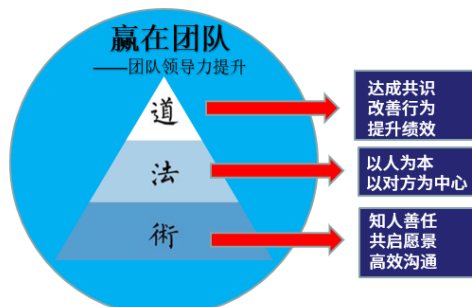 赢在团队
——团队领导力提升
道
达成共识
改善行为
提升绩效
法
以人为本
以对方为中心
術
知人善任
共启愿景
高效沟通